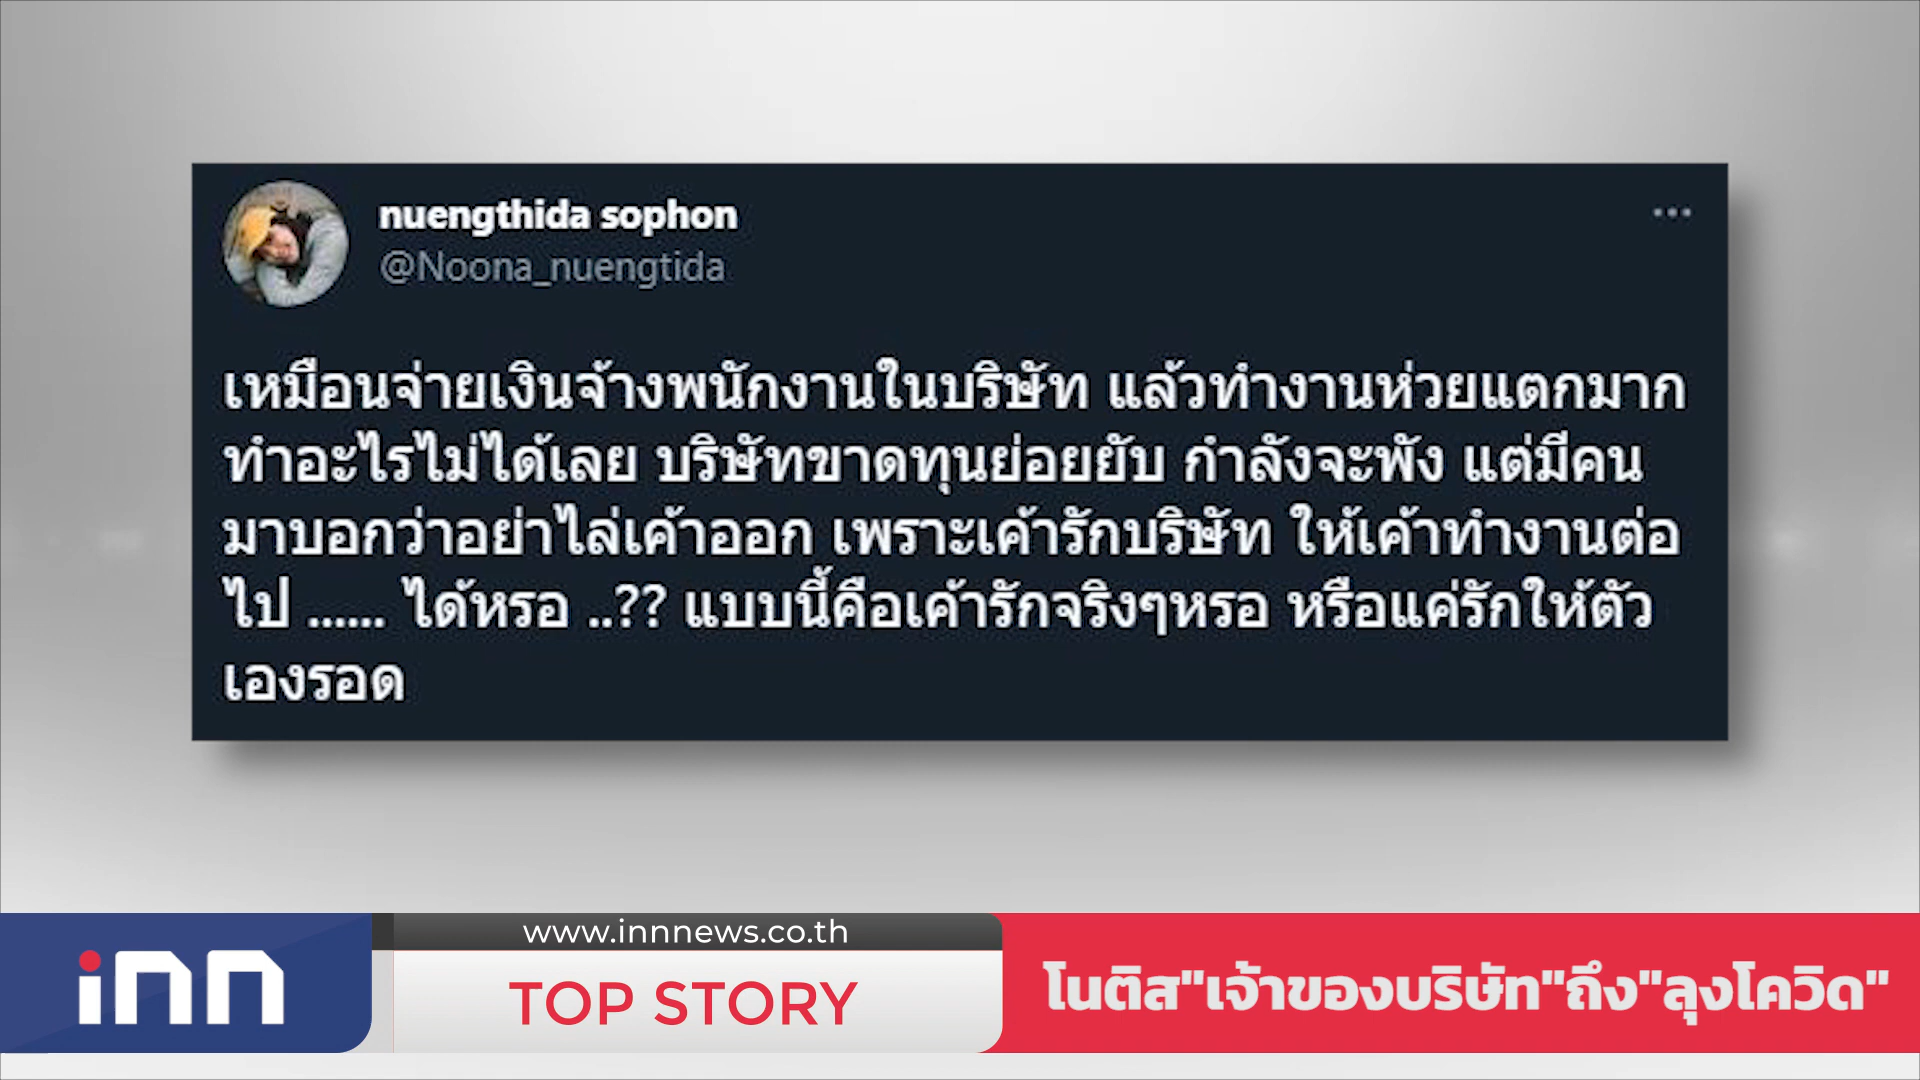 nuengthida sophon
@Noona_nuengtida
เหมือนจ่ายเงินจ้างพนักงานในบริษัท แล้วทำงานห่วยแตกมาก
ทำอะไรไม่ได้เลย บริษัทขาดทุนย่อยยับ กำลังจะพัง แต่มีคน
มาบอกว่าอย่าไล่เค้าออก เพราะเค้ารักบริษัท ให้เค้าทำงานต่อ
ไป ...... ได้หรอ ..?? แบบนี้คือเค้ารักจริงๆหรอ หรือแค่รักให้ตัว
เองรอด
inn
www.innnews.co.th
TOP STORY
โนติส"เจ้าของบริษัท"ถึง"ลุงโควิด"